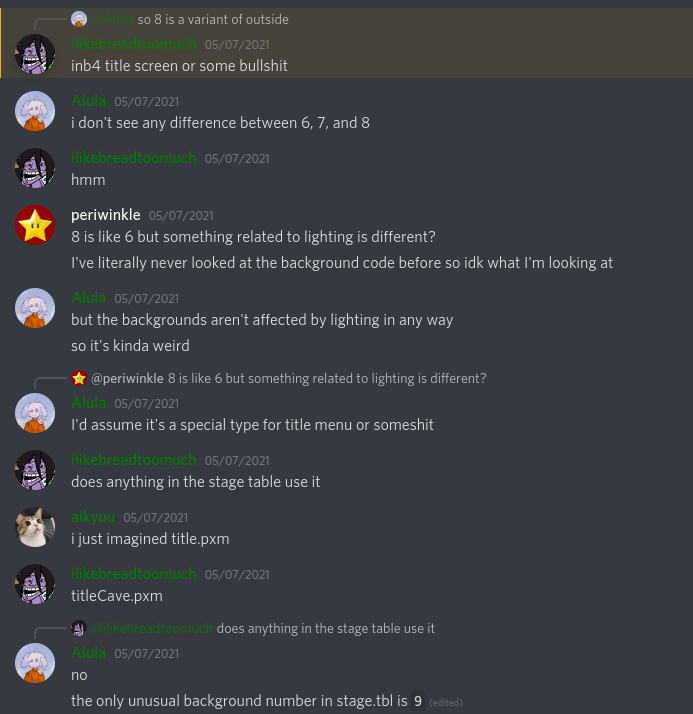 @Alula so 8 is a variant of outside
ilikebreadtoomuch 05/07/2021
inb4 title screen or some bullshit
Alula 05/07/2021
i don't see any difference between 6, 7, and 8
ilikebreadtoomuch 05/07/2021
hmm
periwinkle 05/07/2021
8 is like 6 but something related to lighting is different?
I've literally never looked at the background code before so idk what I'm looking at
Alula 05/07/2021
but the backgrounds aren't affected by lighting in any way
so it's kinda weird
@periwinkle 8 is like 6 but something related to lighting is different?
Alula 05/07/2021
I'd assume it's a special type for title menu or someshit
ilikebreadtoomuch 05/07/2021
does anything in the stage table use it
aikyuu 05/07/2021
i just imagined title.pxm
ilikebreadtoomuch 05/07/2021
titleCave.pxm
@ilikebreadtoomuch does anything in the stage table use it
Alula 05/07/2021
no
the only unusual background number in stage.tbl is 9 (edited)